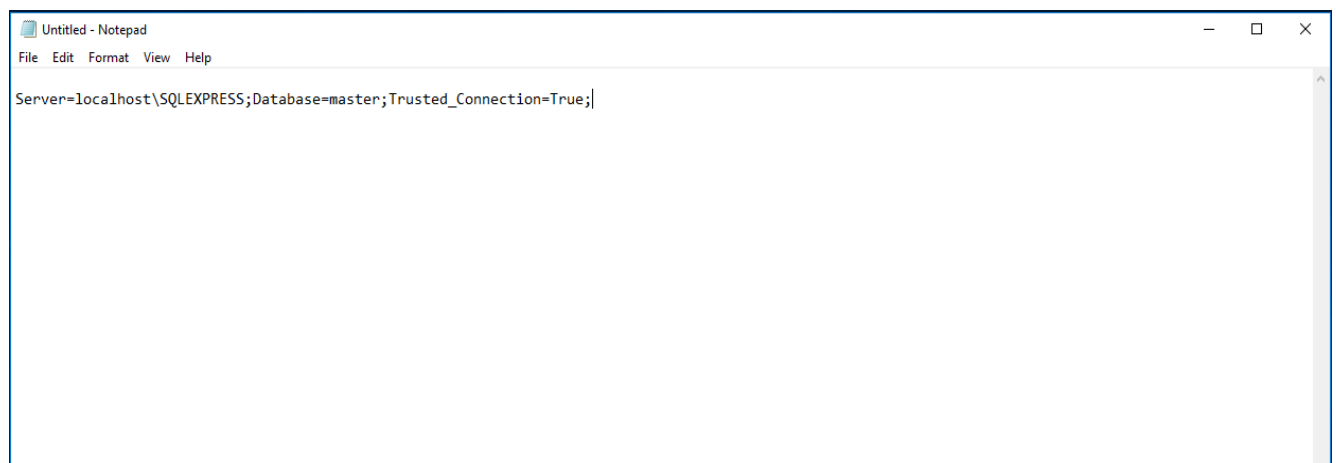 Untitled - Notepad
File Edit Format View Help
Server=localhost\SQLEXPRESS;Database=master;Trusted_Connection=True;